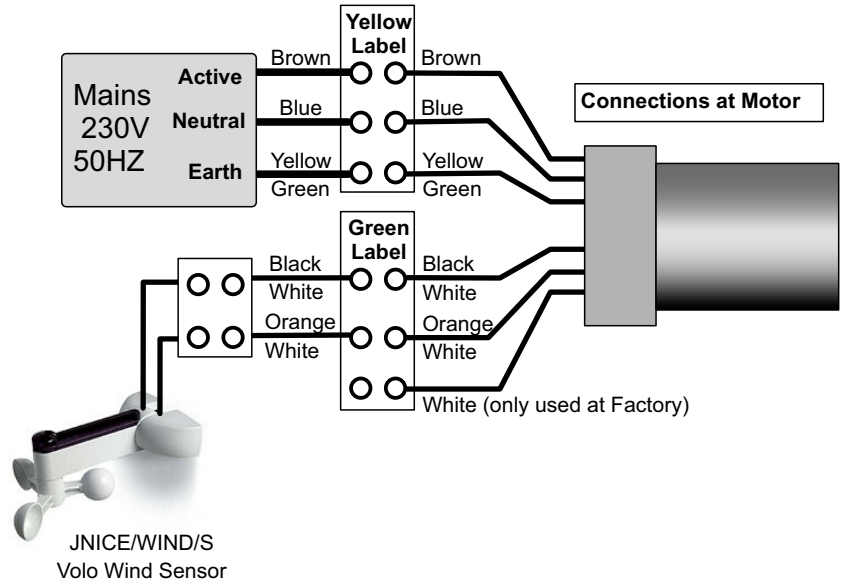 Yellow
Label
Brown
Brown
Active
Mains
230V
50HZ
Blue
Blue
Neutral
Connections at Motor
Yellow
Green
Yellow
Green
Earth
Green
Label
Black
White
Black
White
Orange
White
Orange
White
White (only used at Factory)
JNICE/WIND/S
Volo Wind Sensor